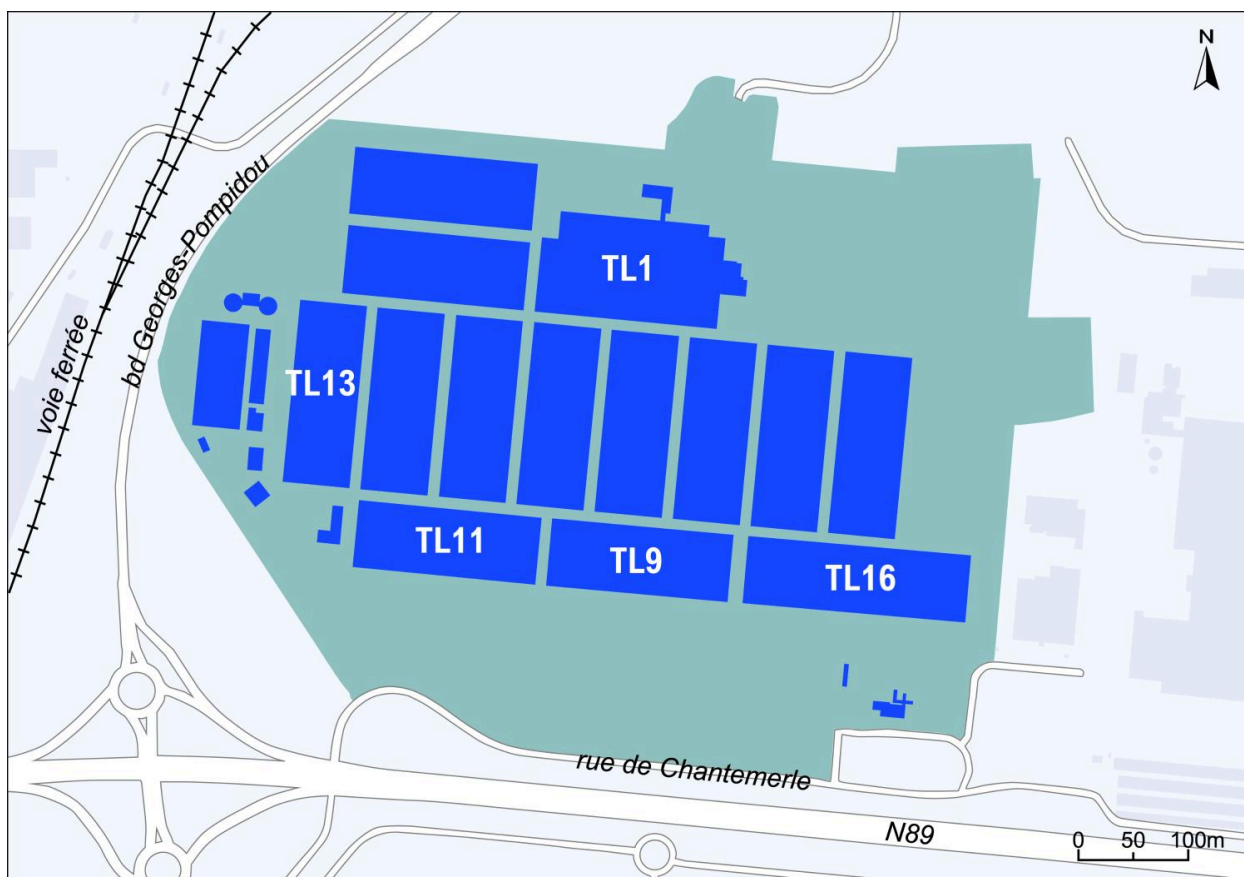 N
bd Georges-Pompidou
voie ferrée
TL1
TL13
TL11
TL9
TL16
rue de Chantemerle
N89
0 50 100m